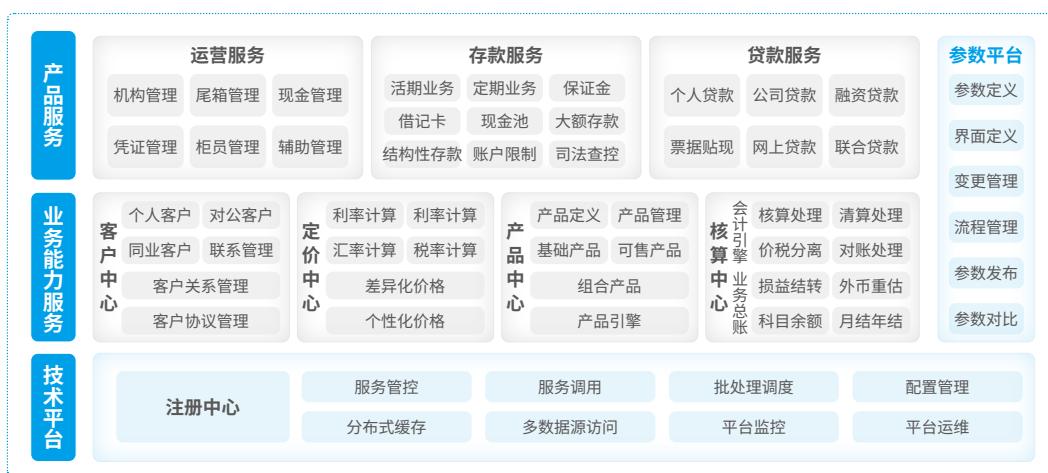 产品服务
运营服务
机构管理 尾箱管理 现金管理
凭证管理 柜员管理 辅助管理
存款服务
活期业务 定期业务 保证金
借记卡 现金池 大额存款
结构性存款 账户限制 司法查控
贷款服务
个人贷款 公司贷款 融资贷款
票据贴现 网上贷款 联合贷款
参数平台
参数定义
界面定义
变更管理
流程管理
参数发布
参数对比
业务能力服务
客户中心
个人客户 对公客户
同业客户 联系管理
客户关系管理
客户协议管理
定价中心
利率计算 利率计算
汇率计算 税率计算
差异化价格
个性化价格
产品中心
产品定义 产品管理
基础产品 可售产品
组合产品
产品引擎
核算中心
会计引擎
核算处理 清算处理
价税分离 对账处理
业务总账
损益结转 外币重估
科目余额 月结年结
技术平台
注册中心
服务管控 服务调用 批处理调度 配置管理
分布式缓存 多数据源访问 平台监控 平台运维